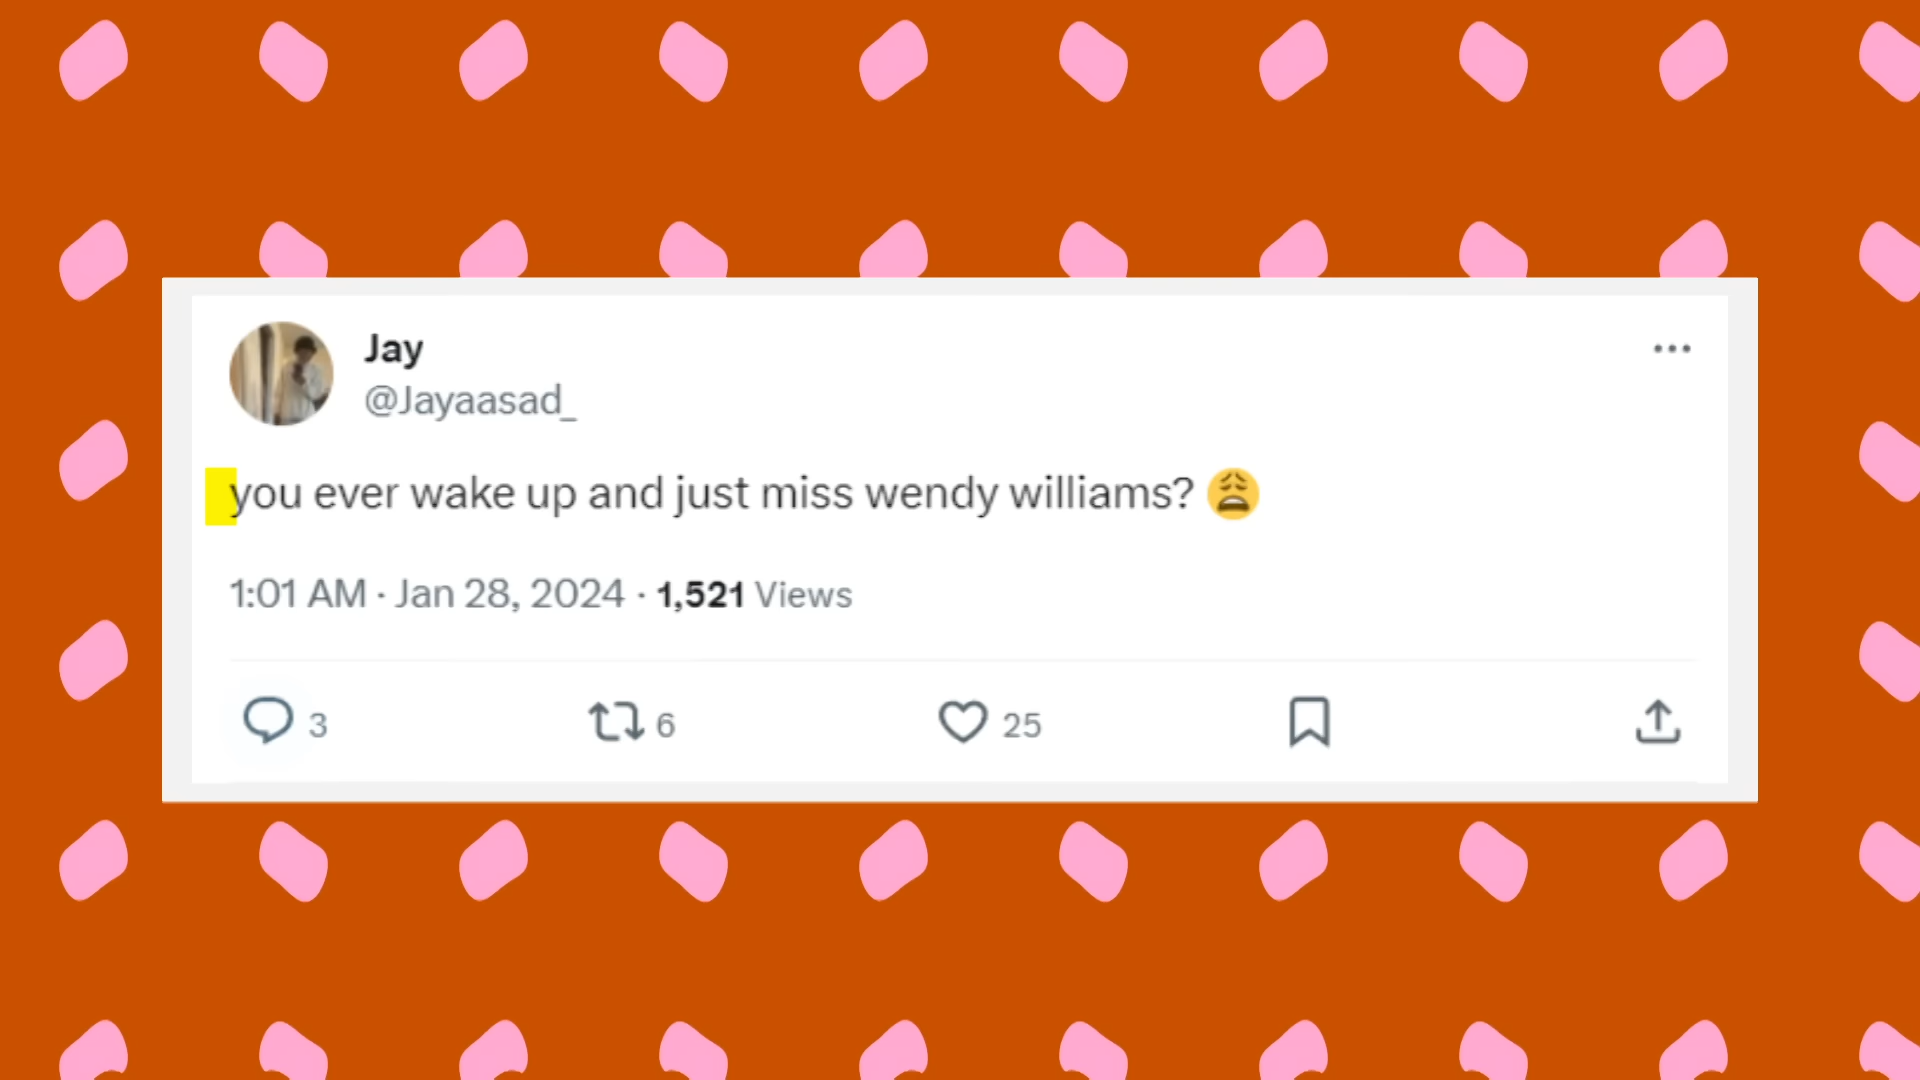 Jay
@Jayaasad_
you ever wake up and just miss wendy williams? 😩
1:01 AM · Jan 28, 2024 · 1,521 Views
3 6 25